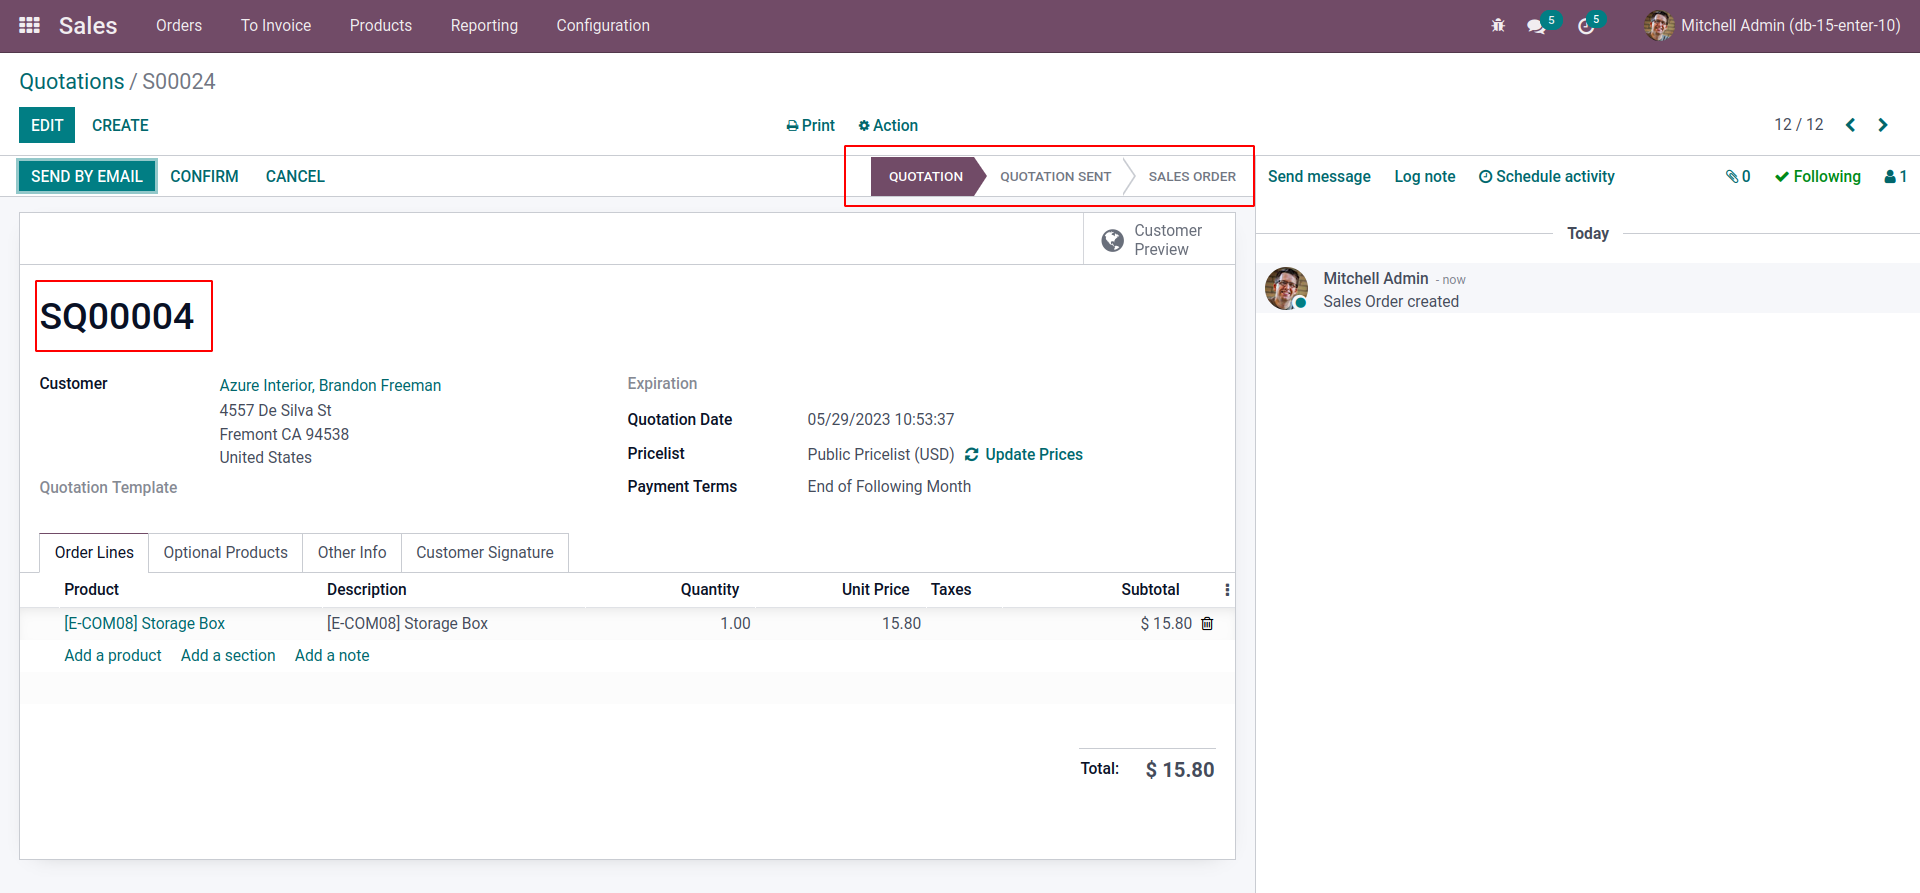 Sales Orders To Invoice Products Reporting Configuration 5 5 Mitchell Admin (db-15-enter-10)
Quotations / S00024
EDIT CREATE Print Action 12 / 12
SEND BY EMAIL CONFIRM CANCEL QUOTATION QUOTATION SENT SALES ORDER Send message Log note Schedule activity 0 Following 1
Customer
Preview
Today
Mitchell Admin - now
Sales Order created
SQ00004
Customer Azure Interior, Brandon Freeman
4557 De Silva St
Fremont CA 94538
United States
Quotation Template
Expiration
Quotation Date 05/29/2023 10:53:37
Pricelist Public Pricelist (USD) Update Prices
Payment Terms End of Following Month
Order Lines Optional Products Other Info Customer Signature
Product Description Quantity Unit Price Taxes Subtotal
[E-COM08] Storage Box [E-COM08] Storage Box 1.00 15.80 $ 15.80
Add a product Add a section Add a note
Total: $ 15.80